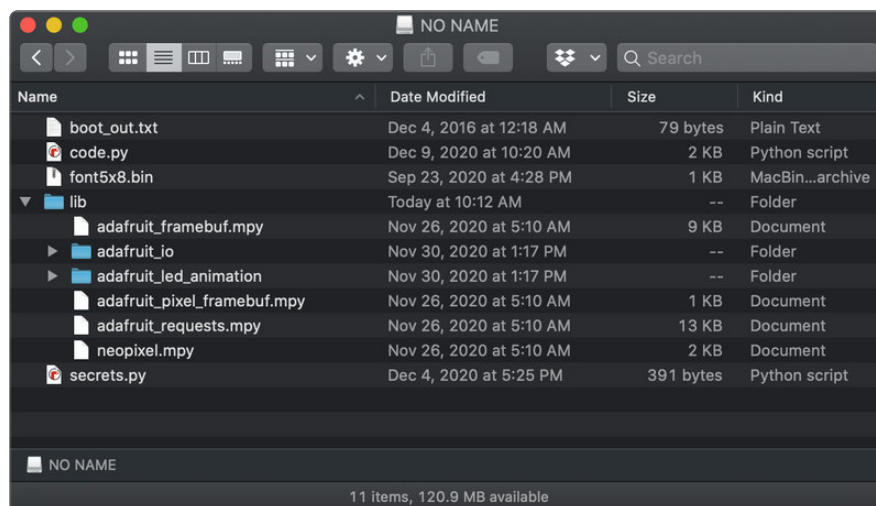 NO NAME
Search
Name Date Modified Size Kind
boot_out.txt Dec 4, 2016 at 12:18 AM 79 bytes Plain Text
code.py Dec 9, 2020 at 10:20 AM 2 KB Python script
font5x8.bin Sep 23, 2020 at 4:28 PM 1 KB MacBin...archive
lib Today at 10:12 AM -- Folder
adafruit_framebuf.mpy Nov 26, 2020 at 5:10 AM 9 KB Document
adafruit_io Nov 30, 2020 at 1:17 PM -- Folder
adafruit_led_animation Nov 30, 2020 at 1:17 PM -- Folder
adafruit_pixel_framebuf.mpy Nov 26, 2020 at 5:10 AM 1 KB Document
adafruit_requests.mpy Nov 26, 2020 at 5:10 AM 13 KB Document
neopixel.mpy Nov 26, 2020 at 5:10 AM 2 KB Document
secrets.py Dec 4, 2020 at 5:25 PM 391 bytes Python script
NO NAME
11 items, 120.9 MB available